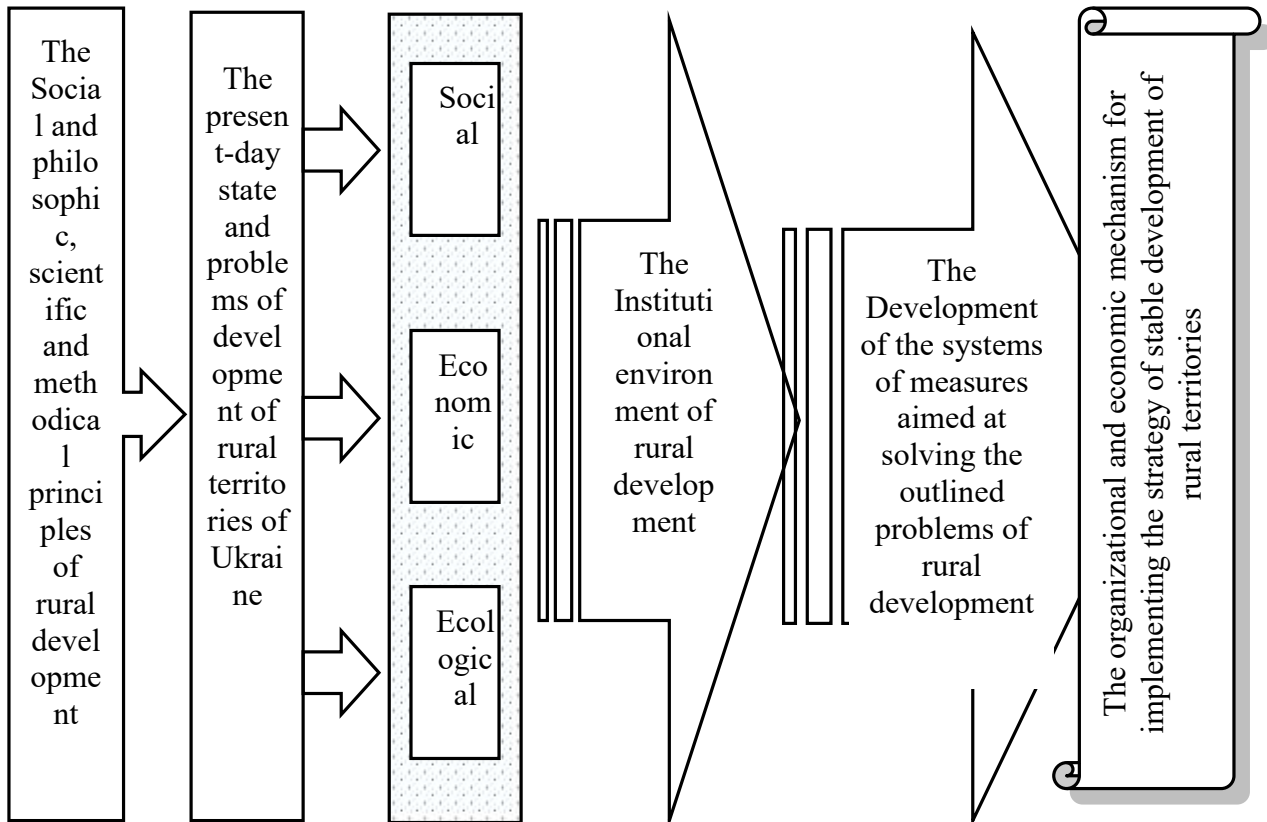 The
Socia
l and
philo
sophi
c,
scient
ific
and
meth
odica
l
princi
ples
of
rural
devel
opme
nt
The
presen
t-day
state
and
proble
ms of
devel
opme
nt of
rural
territo
ries of
Ukrai
ne
Soci
al
Eco
nom
ic
Ecol
ogic
al
The
Instituti
onal
environ
ment of
rural
develop
ment
The
Development
of the systems
of measures
aimed at
solving the
outlined
problems of
rural
development
The organizational and economic mechanism for
implementing the strategy of stable development of
rural territories